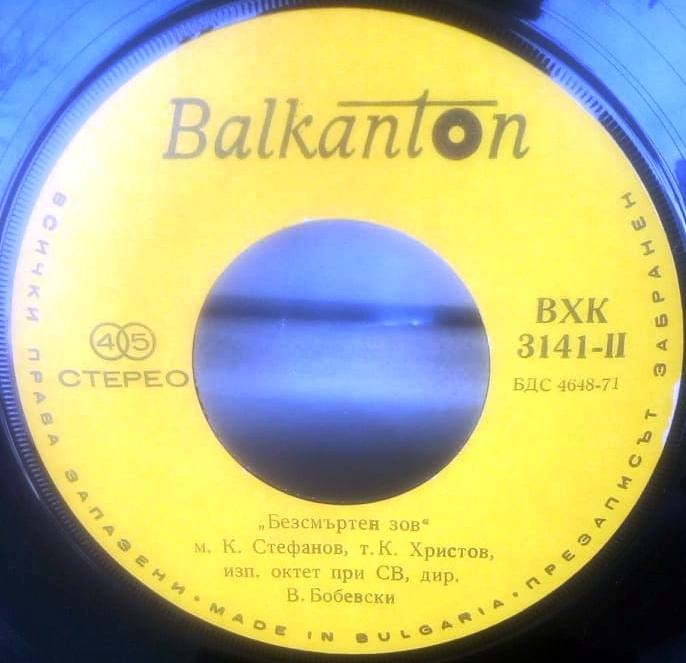 Balkanton
ВСИЧКИ ПРАВА ЗАПАЗЕНИ • MADE IN BULGARIA • ПРЕЗАПИСЪТ ЗАБРАНЕН
45
СТЕРЕО
ВХК
3141-II
БДС 4648-71
„Безсмъртен зов“
м. К. Стефанов, т. К. Христов,
изп. октет при СВ, дир.
В. Бобевски